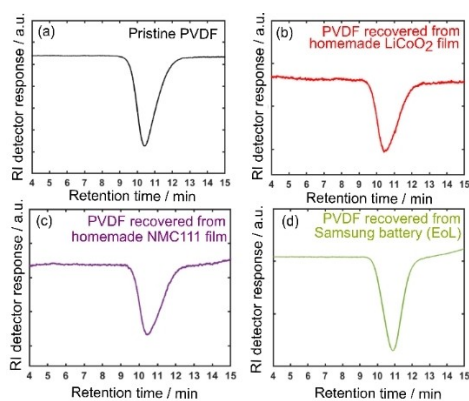 (a)
Pristine PVDF
RI detector response / a.u.
4 5 6 7 8 9 10 11 12 13 14 15
Retention time / min
(b)
PVDF recovered from
homemade LiCoO₂ film
RI detector response / a.u.
4 5 6 7 8 9 10 11 12 13 14 15
Retention time / min
(c)
PVDF recovered from
homemade NMC111 film
RI detector response / a.u.
4 5 6 7 8 9 10 11 12 13 14 15
Retention time / min
(d)
PVDF recovered from
Samsung battery (EoL)
RI detector response / a.u.
4 5 6 7 8 9 10 11 12 13 14 15
Retention time / min